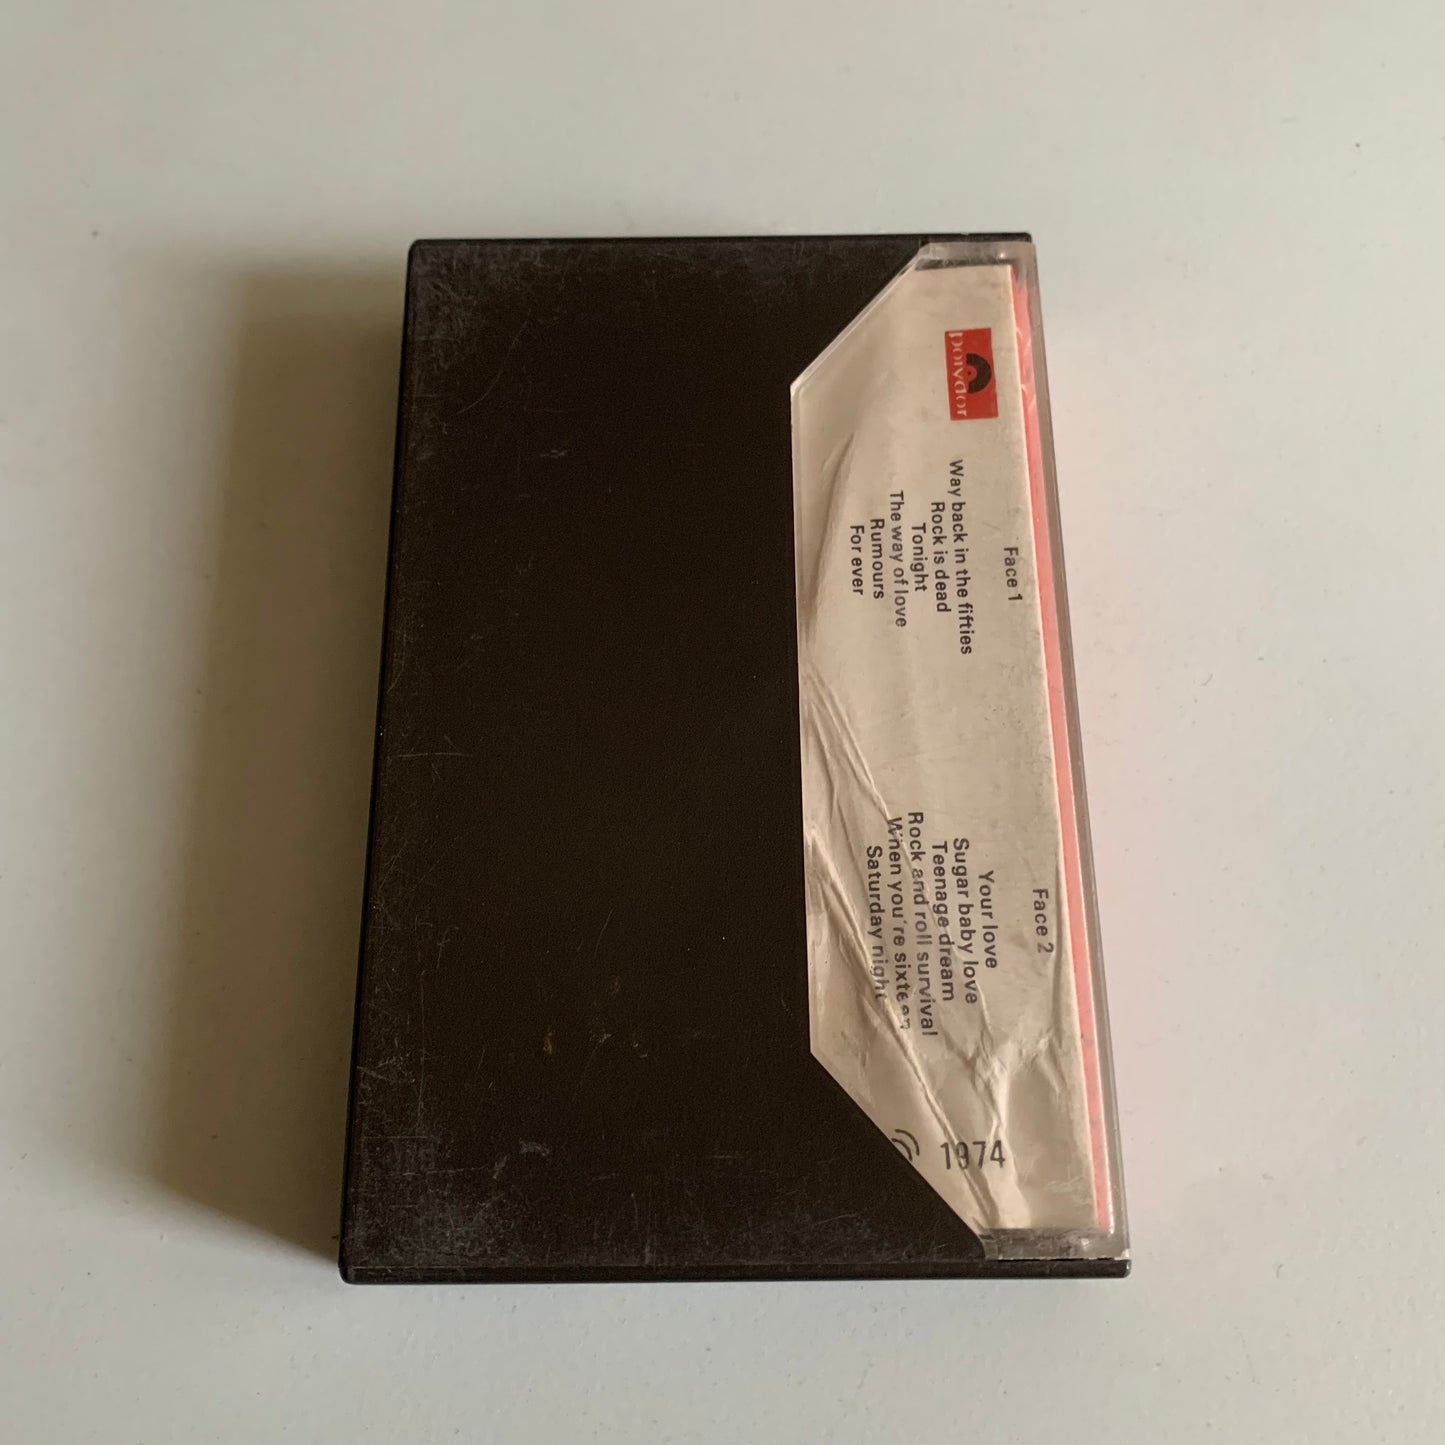 polydor
Face 1
Way back in the fifties
Rock is dead
Tonight
The way of love
Rumours
For ever
Face 2
Your love
Sugar baby love
Teenage dream
Rock and roll survival
When you're sixteen
Saturday night
1974